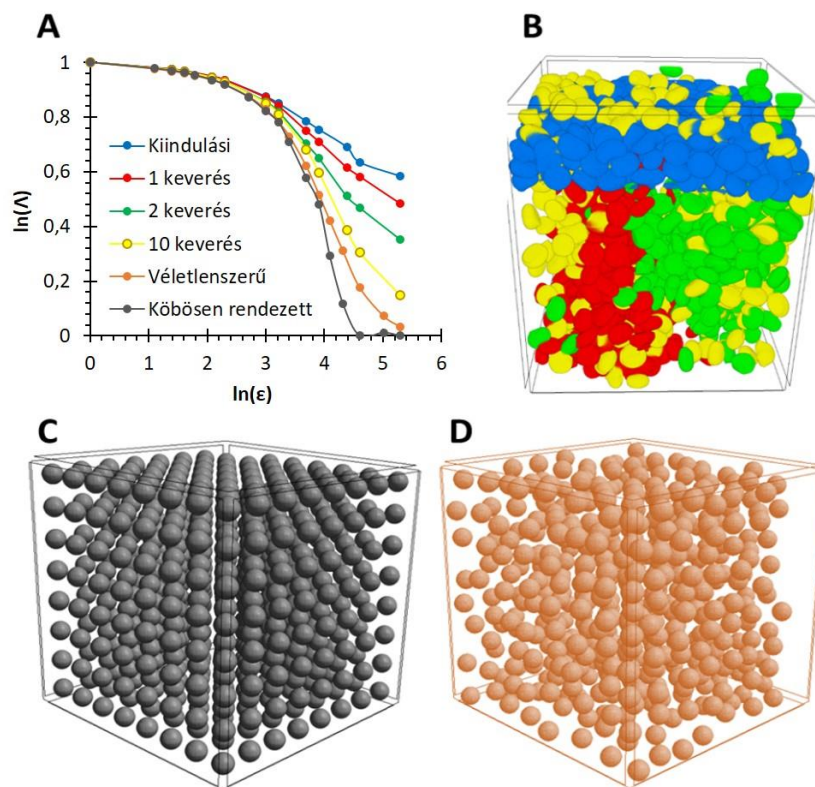 A
1
0,8
0,6
0,4
0,2
0
ln(Λ)
Kiindulási
1 keverés
2 keverés
10 keverés
Véletlenszerű
Köbösen rendezett
0 1 2 3 4 5 6
ln(ε)
B
C
D